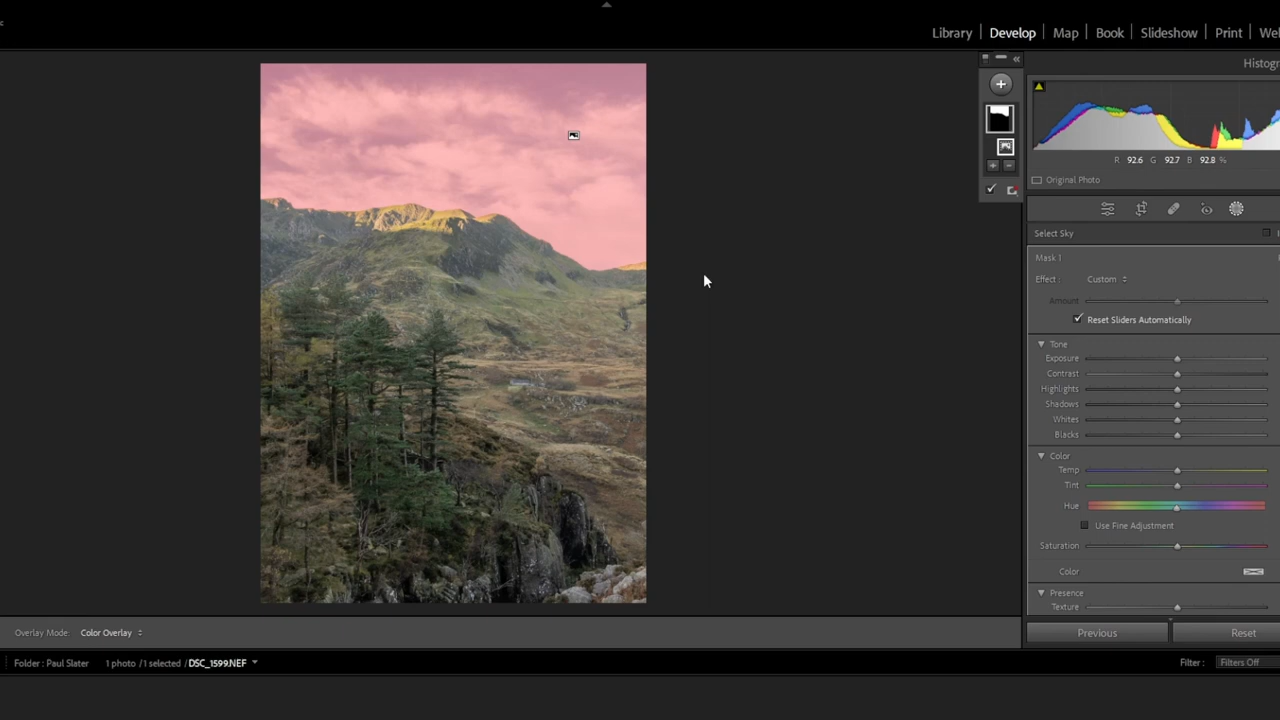 Library | Develop | Map | Book | Slideshow | Print |
Histogr
R 92.6 G 92.7 B 92.8 %
Original Photo
Select Sky
Mask 1
Effect : Custom
Amount
Reset Sliders Automatically
Tone
Exposure
Contrast
Highlights
Shadows
Whites
Blacks
Color
Temp
Tint
Hue
Use Fine Adjustment
Saturation
Color
Presence
Texture
Overlay Mode: Color Overlay
Previous
Reset
Folder : Paul Slater 1 photo / 1 selected / DSC_1599.NEF
Filter : Filters Off